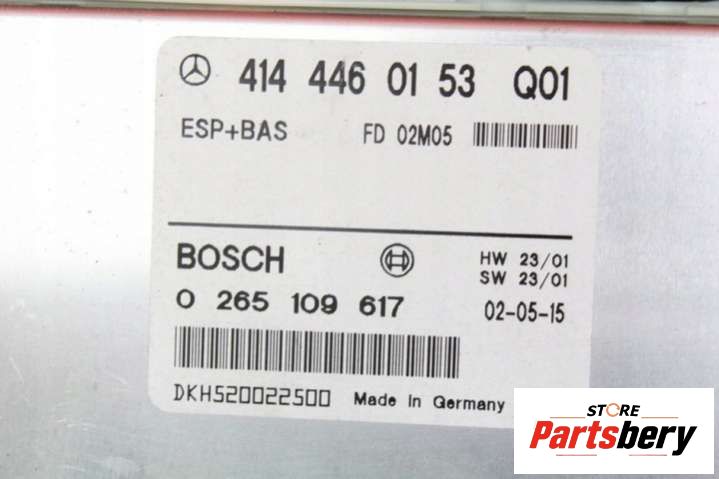 414 446 01 53 Q01
ESP+BAS FD 02M05
BOSCH HW 23/01
SW 23/01
0 265 109 617 02-05-15
DKH520022500 Made in Germany
STORE
Partsbery